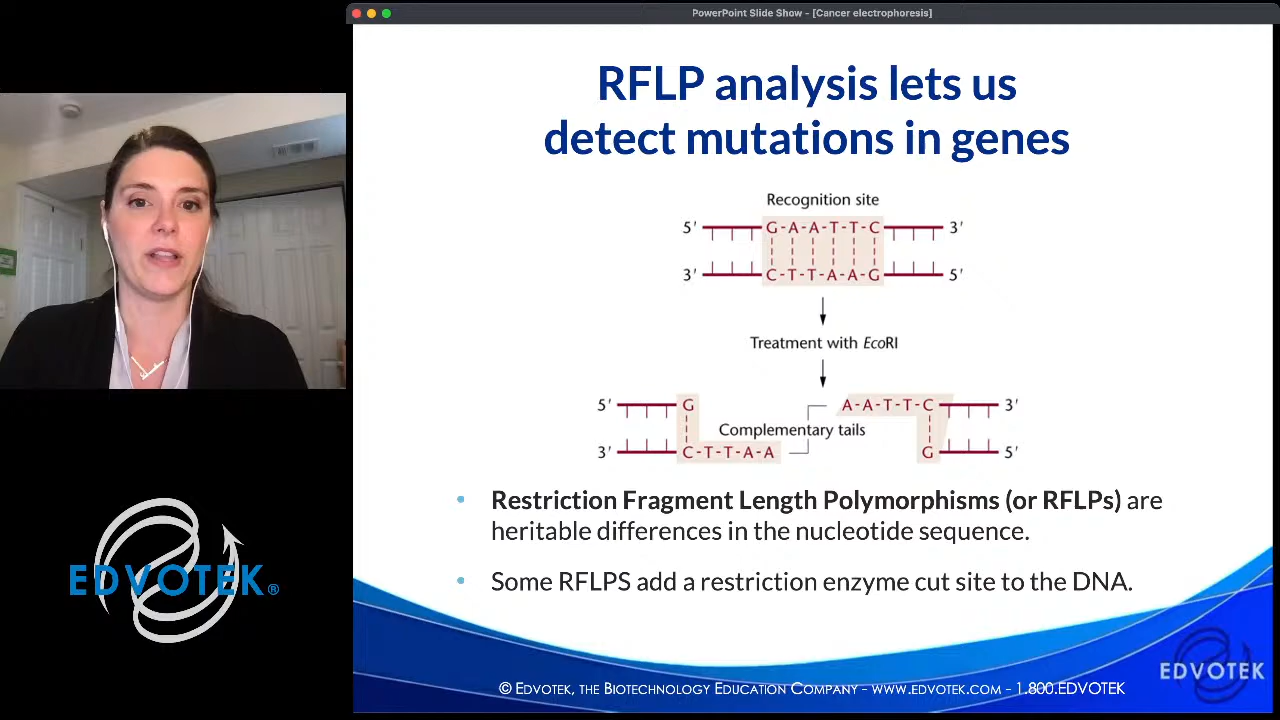 PowerPoint Slide Show - [Cancer electrophoresis]
RFLP analysis lets us
detect mutations in genes
Recognition site
5' G-A-A-T-T-C 3'
3' C-T-T-A-A-G 5'
Treatment with EcoRI
5' G A-A-T-T-C 3'
Complementary tails
3' C-T-T-A-A G 5'
• Restriction Fragment Length Polymorphisms (or RFLPs) are
heritable differences in the nucleotide sequence.
• Some RFLPS add a restriction enzyme cut site to the DNA.
EDVOTEK®
© EDVOTEK, THE BIOTECHNOLOGY EDUCATION COMPANY - WWW.EDVOTEK.COM - 1.800.EDVOTEK
EDVOTEK